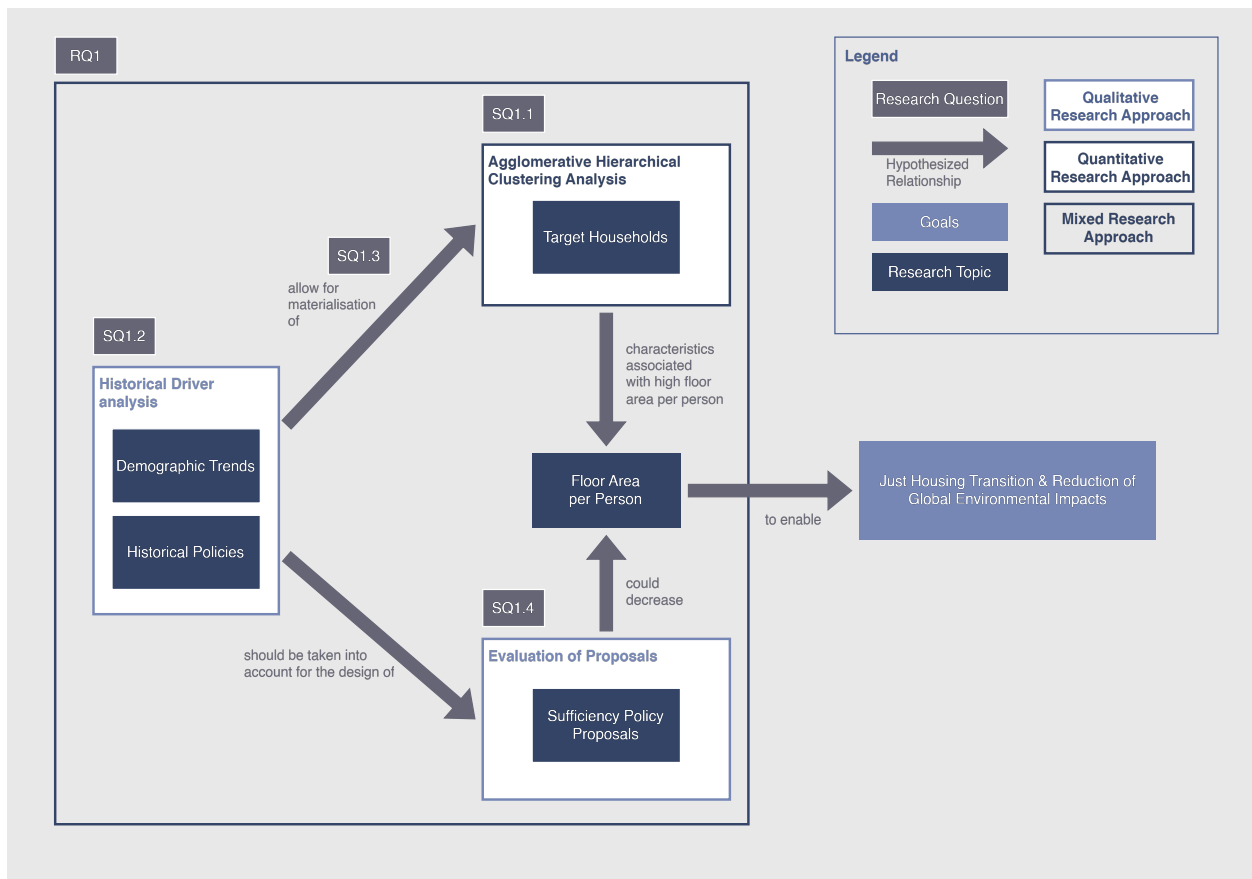 RQ1
SQ1.1
Agglomerative Hierarchical
Clustering Analysis
Target Households
SQ1.3
allow for
materialisation
of
SQ1.2
Historical Driver
analysis
Demographic Trends
Historical Policies
characteristics
associated
with high floor
area per person
Floor Area
per Person
to enable
Just Housing Transition & Reduction of
Global Environmental Impacts
could
decrease
SQ1.4
should be taken into
account for the design of
Evaluation of Proposals
Sufficiency Policy
Proposals
Legend
Research Question
Hypothesized
Relationship
Goals
Research Topic
Qualitative
Research Approach
Quantitative
Research Approach
Mixed Research
Approach